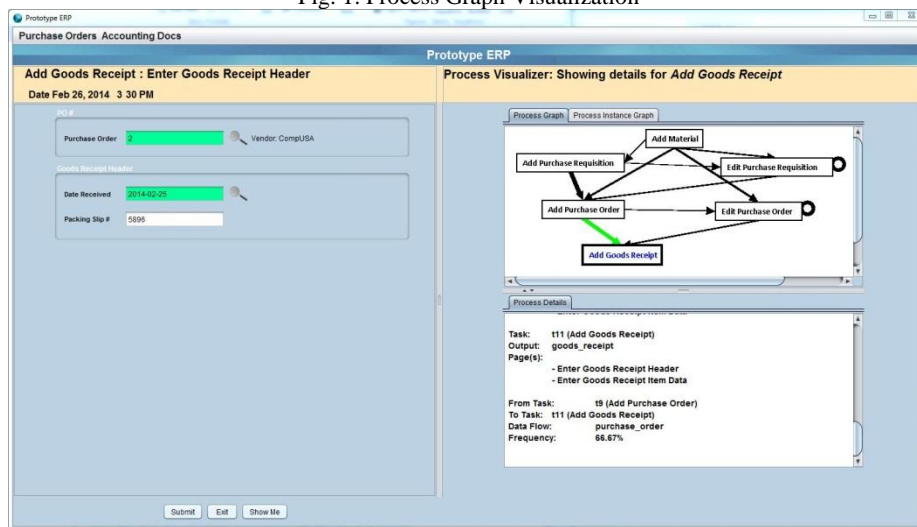 Fig. 1. Process Graph Visualization
Prototype ERP
Purchase Orders Accounting Docs
Prototype ERP
Add Goods Receipt : Enter Goods Receipt Header
Date Feb 26, 2014 3 30 PM
PO #
Purchase Order 2 Vendor: CompUSA
Goods Receipt Header
Date Received 2014-02-25
Packing Slip # 5896
Submit Exit Show Me
Process Visualizer: Showing details for Add Goods Receipt
Process Graph Process Instance Graph
Add Material
Add Purchase Requisition Edit Purchase Requisition
Add Purchase Order Edit Purchase Order
Add Goods Receipt
Process Details
- Enter Goods Receipt Item Data
Task: t11 (Add Goods Receipt)
Output: goods_receipt
Page(s):
- Enter Goods Receipt Header
- Enter Goods Receipt Item Data
From Task: t9 (Add Purchase Order)
To Task: t11 (Add Goods Receipt)
Data Flow: purchase_order
Frequency: 66.67%